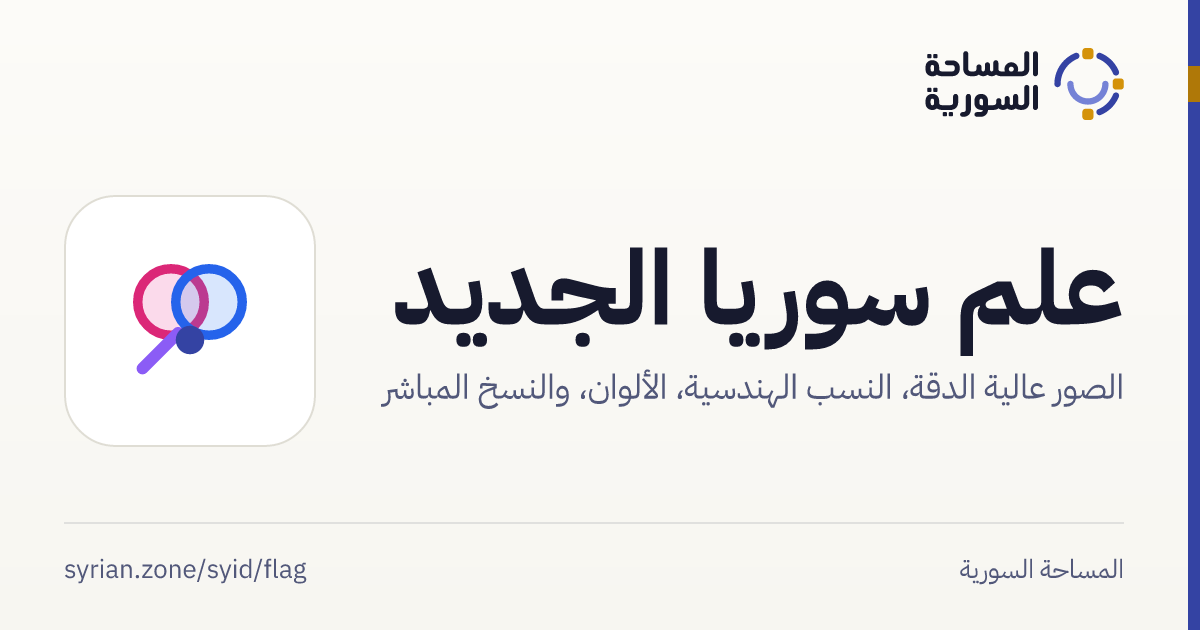 المساحة
السورية
علم سوريا الجديد
الصور عالية الدقة، النسب الهندسية، الألوان، والنسخ المباشر
المساحة السورية
syrian.zone/syid/flag